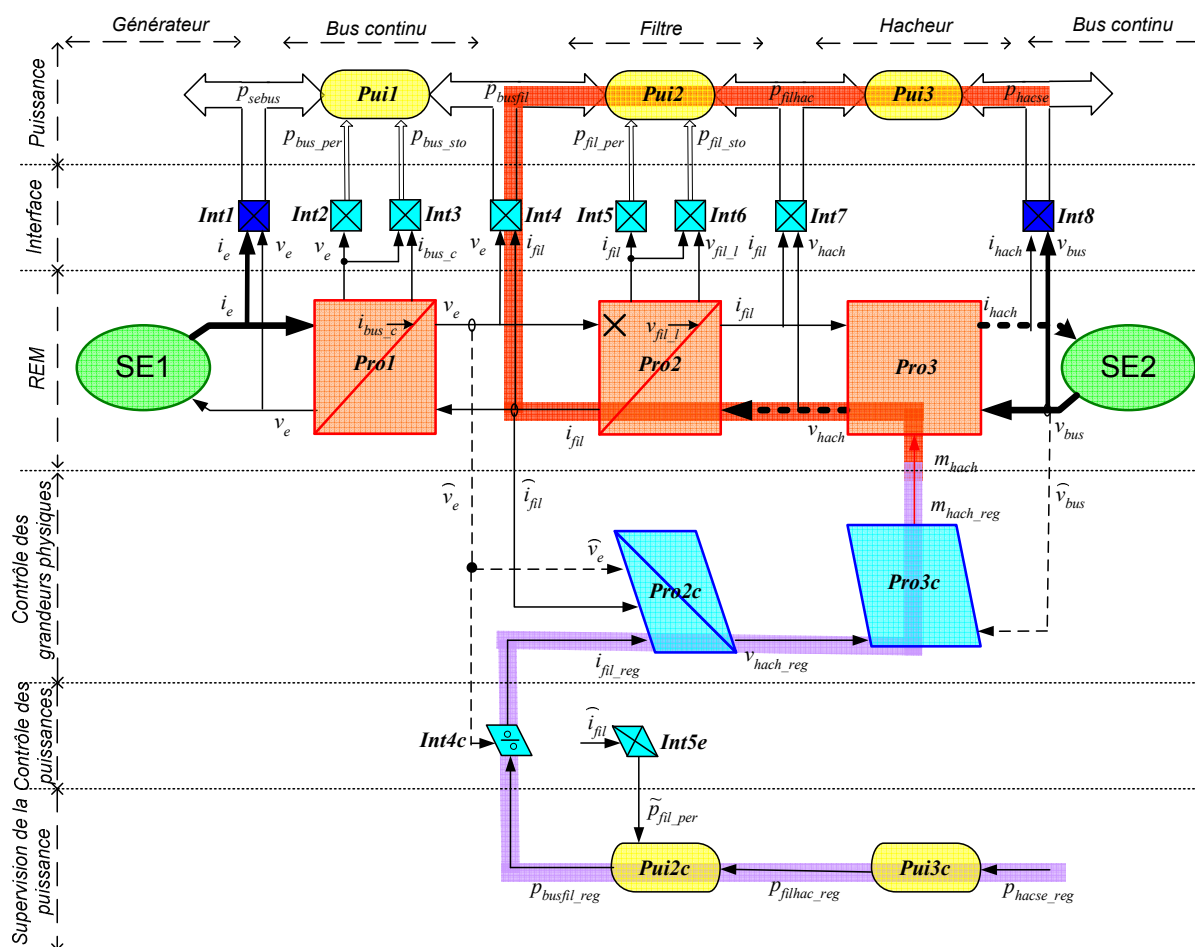 Générateur
Bus continu
Filtre
Hacheur
Bus continu
Puissance
p_sebus
Pui1
p_busfil
Pui2
p_filhac
Pui3
p_hacse
p_bus_per
p_bus_sto
p_fil_per
p_fil_sto
Interface
Int1
Int2
Int3
Int4
Int5
Int6
Int7
Int8
i_e
v_e
v_e
i_bus_c
v_e
i_fil
i_fil
v_fil_l
i_fil
v_hach
i_hach
v_bus
REM
i_e
v_e
i_fil
i_hach
i_bus_c
v_fil_l
SE1
Pro1
Pro2
Pro3
SE2
v_e
i_fil
v_hach
v_bus
m_hach
Contrôle des
grandeurs physiques
v̂_e
î_fil
v̂_bus
m_hach_reg
v̂_e
Pro2c
Pro3c
i_fil_reg
v_hach_reg
Contrôle des
puissances
Int4c
î_fil
Int5e
Supervision de la
puissance
p̃_fil_per
Pui2c
Pui3c
p_busfil_reg
p_filhac_reg
p_hacse_reg